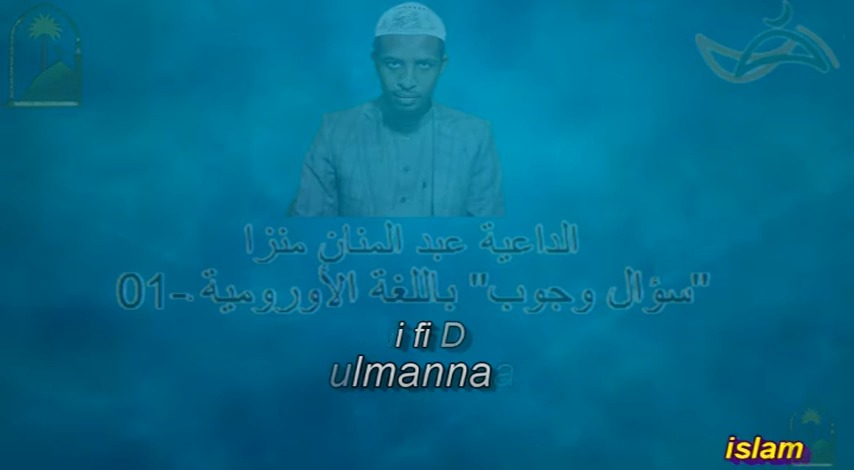 الداعية عبد المنان منزا
"سؤال وجوب" باللغة الأورومية -01
i fi D
ulmanna
islam